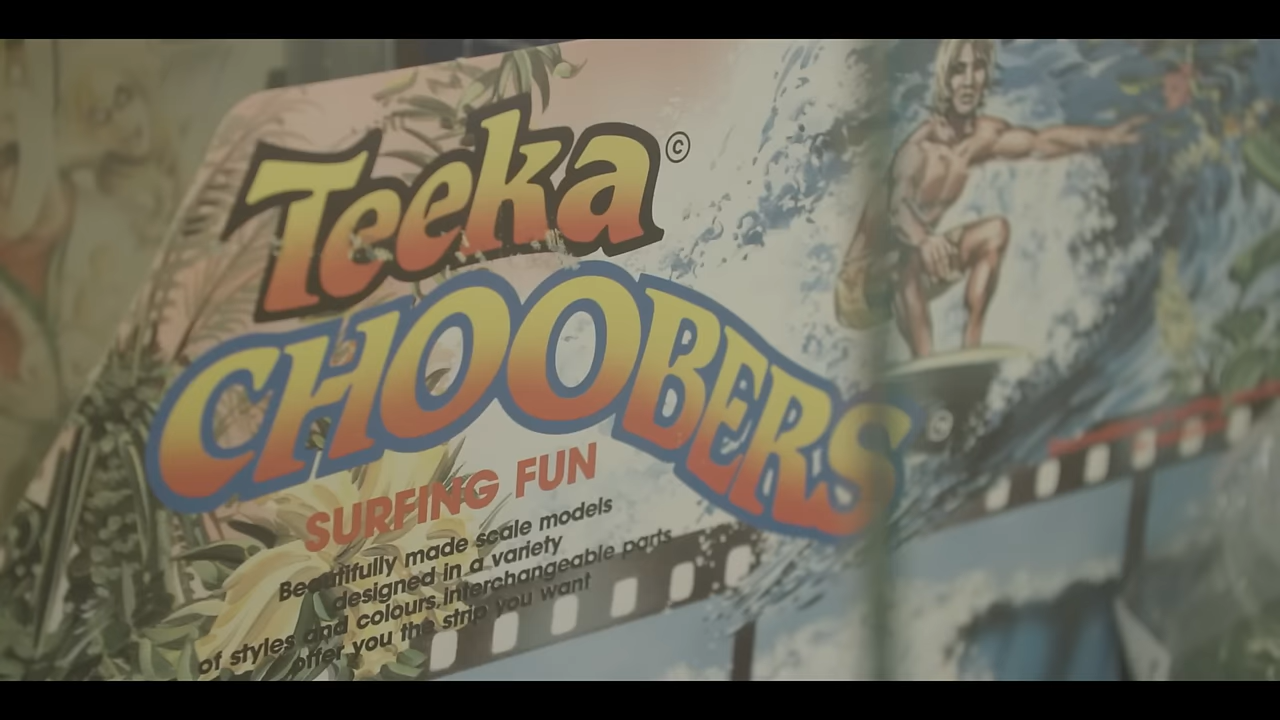 Teeka ©
CHOOBERS
SURFING FUN
Beautifully made scale models
designed in a variety
of styles and colours, interchangeable parts
offer you the strip you want